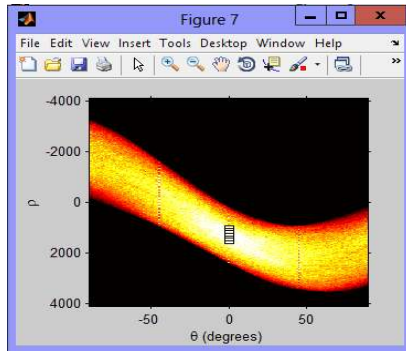 Figure 7
File Edit View Insert Tools Desktop Window Help
-4000
-2000
0
2000
4000
ρ
-50 0 50
θ (degrees)